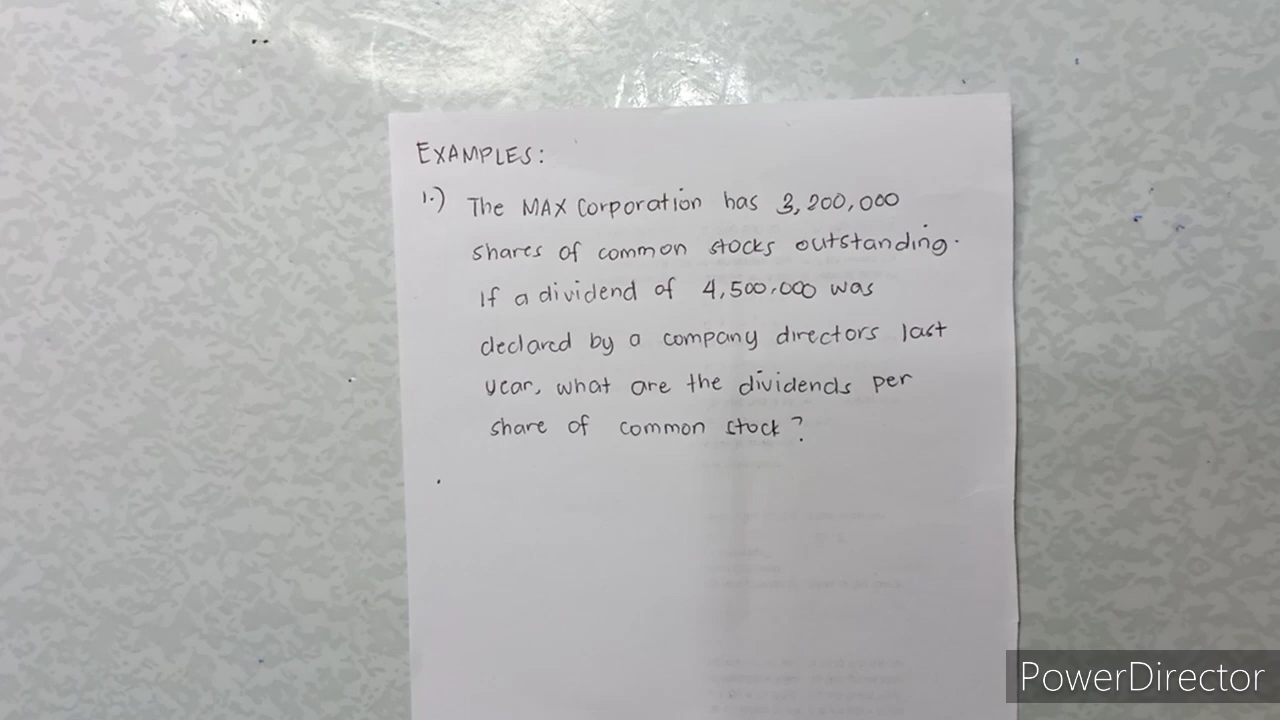 EXAMPLES:
1.) The MAX Corporation has 3,200,000
shares of common stocks outstanding.
If a dividend of 4,500,000 was
declared by a company directors last
year, what are the dividends per
share of common stock?
PowerDirector